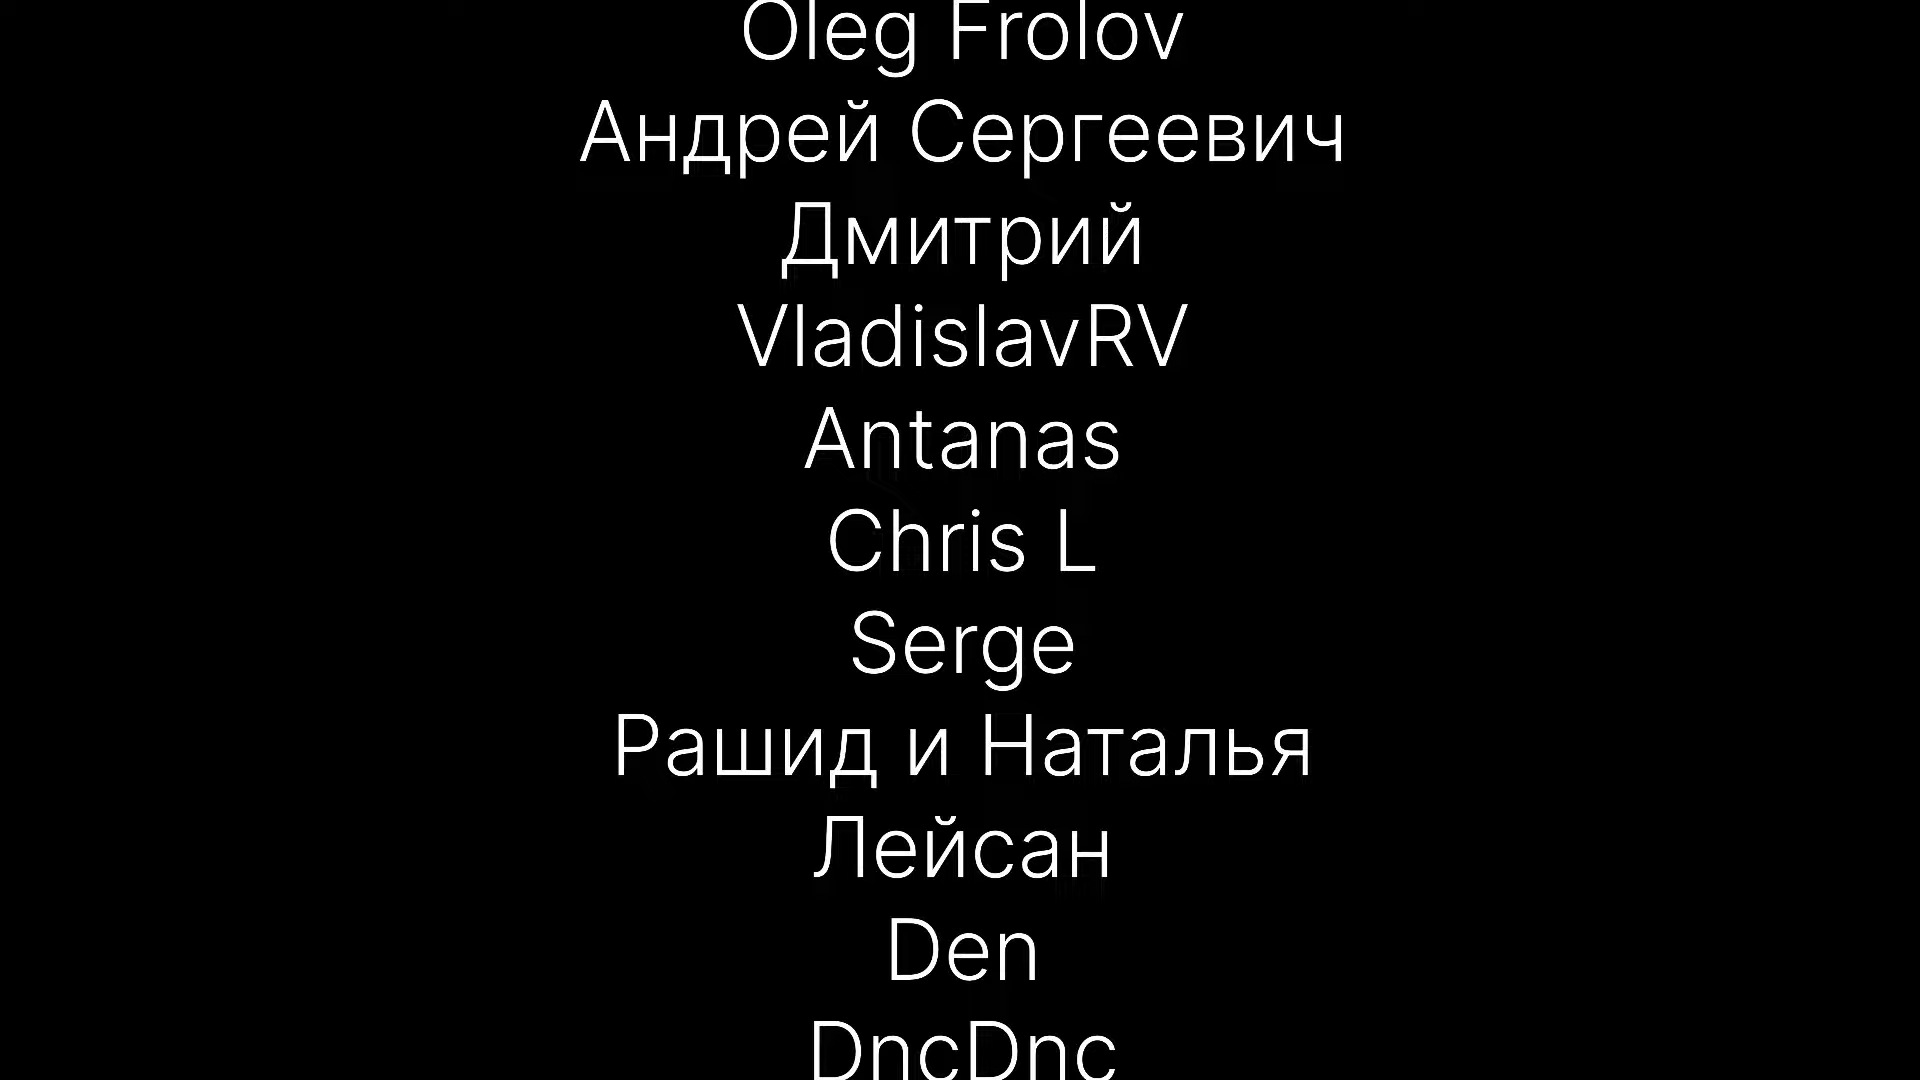 Oleg Frolov
Андрей Сергеевич
Дмитрий
VladislavRV
Antanas
Chris L
Serge
Рашид и Наталья
Лейсан
Den
DncDnc